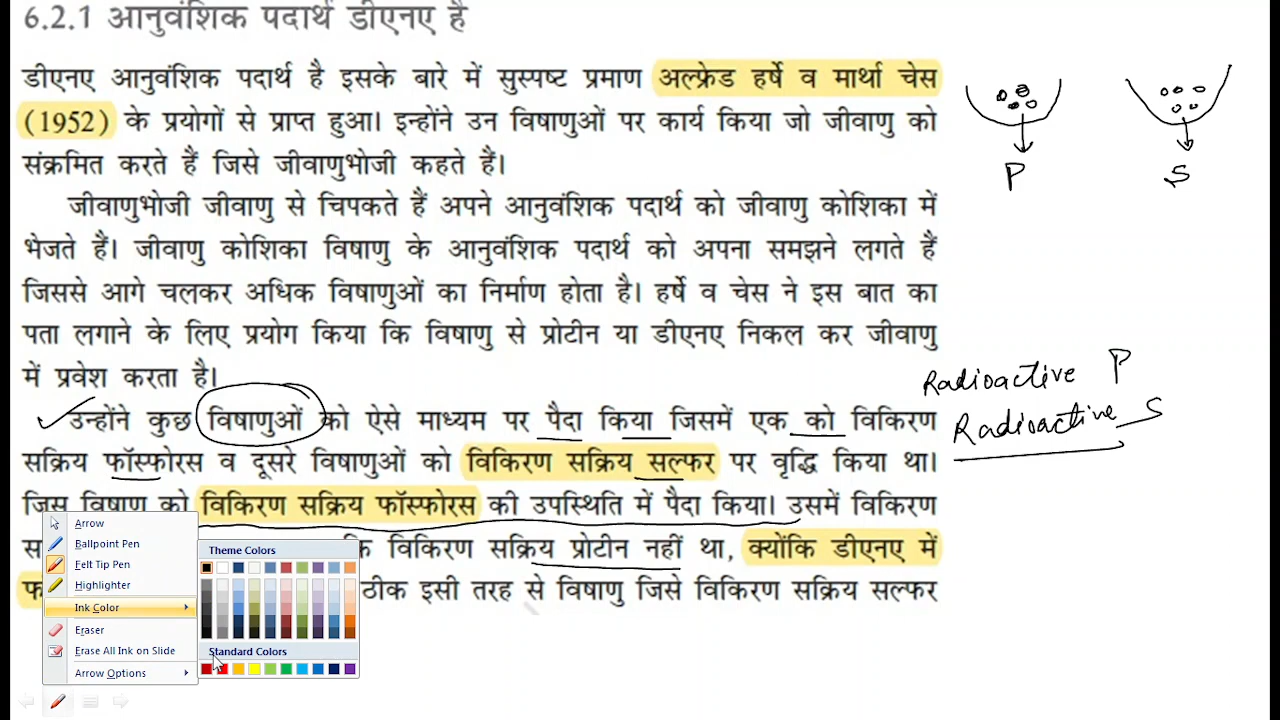 6.2.1 आनुवंशिक पदार्थ डीएनए है
डीएनए आनुवंशिक पदार्थ है इसके बारे में सुस्पष्ट प्रमाण अल्फ्रेड हर्षे व मार्था चेस
(1952) के प्रयोगों से प्राप्त हुआ। इन्होंने उन विषाणुओं पर कार्य किया जो जीवाणु को
संक्रमित करते हैं जिसे जीवाणुभोजी कहते हैं।
P
S
जीवाणुभोजी जीवाणु से चिपकते हैं अपने आनुवंशिक पदार्थ को जीवाणु कोशिका में
भेजते हैं। जीवाणु कोशिका विषाणु के आनुवंशिक पदार्थ को अपना समझने लगते हैं
जिससे आगे चलकर अधिक विषाणुओं का निर्माण होता है। हर्षे व चेस ने इस बात का
पता लगाने के लिए प्रयोग किया कि विषाणु से प्रोटीन या डीएनए निकल कर जीवाणु
में प्रवेश करता है।
Radioactive P
Radioactive S
उन्होंने कुछ विषाणुओं को ऐसे माध्यम पर पैदा किया जिसमें एक को विकिरण
सक्रिय फॉस्फोरस व दूसरे विषाणुओं को विकिरण सक्रिय सल्फर पर वृद्धि किया था।
जिस विषाणु को विकिरण सक्रिय फॉस्फोरस की उपस्थिति में पैदा किया। उसमें विकिरण
विकिरण सक्रिय प्रोटीन नहीं था, क्योंकि डीएनए में
ठीक इसी तरह से विषाणु जिसे विकिरण सक्रिय सल्फर
Arrow
Ballpoint Pen
Felt Tip Pen
Highlighter
Ink Color
Eraser
Erase All Ink on Slide
Arrow Options
Theme Colors
Standard Colors